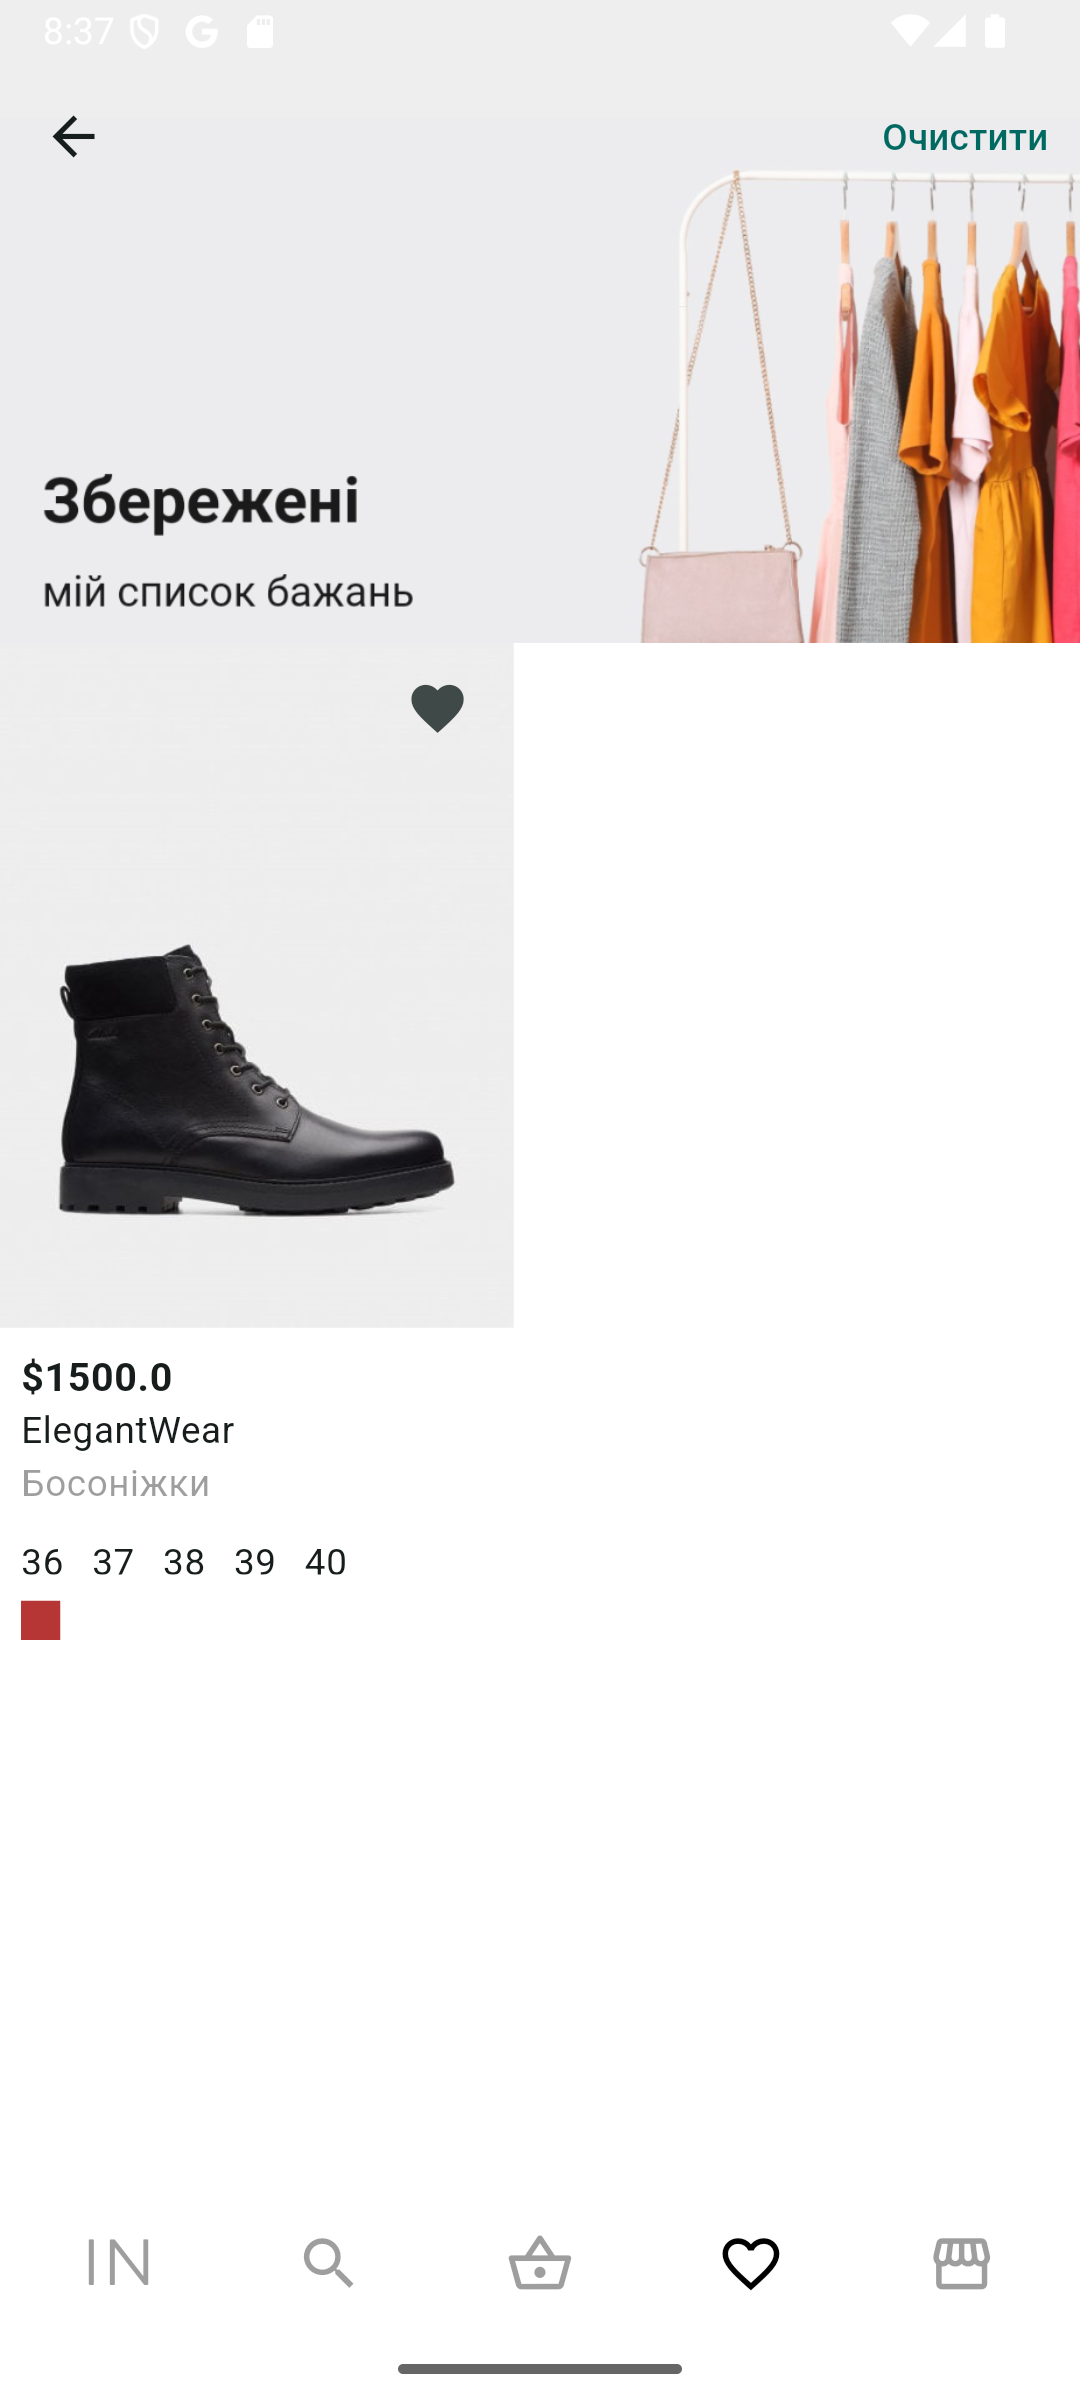 8:37
Очистити
Збережені
мій список бажань
$1500.0
ElegantWear
Босоніжки
36 37 38 39 40
IN